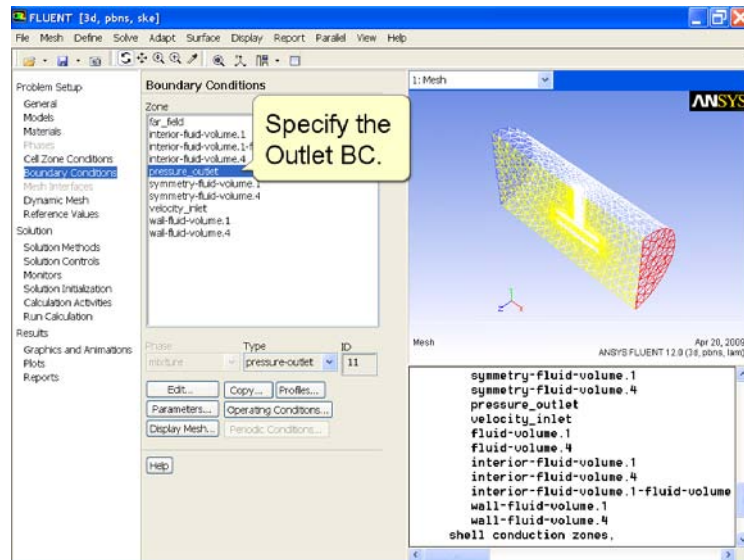 FLUENT [3d, pbns, ske]
File Mesh Define Solve Adapt Surface Display Report Parallel View Help
Problem Setup
General
Models
Materials
Phases
Cell Zone Conditions
Boundary Conditions
Mesh Interfaces
Dynamic Mesh
Reference Values
Solution
Solution Methods
Solution Controls
Monitors
Solution Initialization
Calculation Activities
Run Calculation
Results
Graphics and Animations
Plots
Reports
Boundary Conditions
Zone
far_field
interior-fluid-volume.1
interior-fluid-volume.1-f
interior-fluid-volume.4
pressure_outlet
symmetry-fluid-volume.1
symmetry-fluid-volume.4
velocity_inlet
wall-fluid-volume.1
wall-fluid-volume.4
Specify the
Outlet BC.
Phase Type ID
mixture pressure-outlet 11
Edit... Copy... Profiles...
Parameters... Operating Conditions...
Display Mesh... Periodic Conditions...
Help
1: Mesh
ANSYS
Mesh Apr 20, 2009
ANSYS FLUENT 12.0 (3d, pbns, lam)
symmetry-fluid-volume.1
symmetry-fluid-volume.4
pressure_outlet
velocity_inlet
fluid-volume.1
fluid-volume.4
interior-fluid-volume.1
interior-fluid-volume.4
interior-fluid-volume.1-fluid-volume
wall-fluid-volume.1
wall-fluid-volume.4
shell conduction zones,